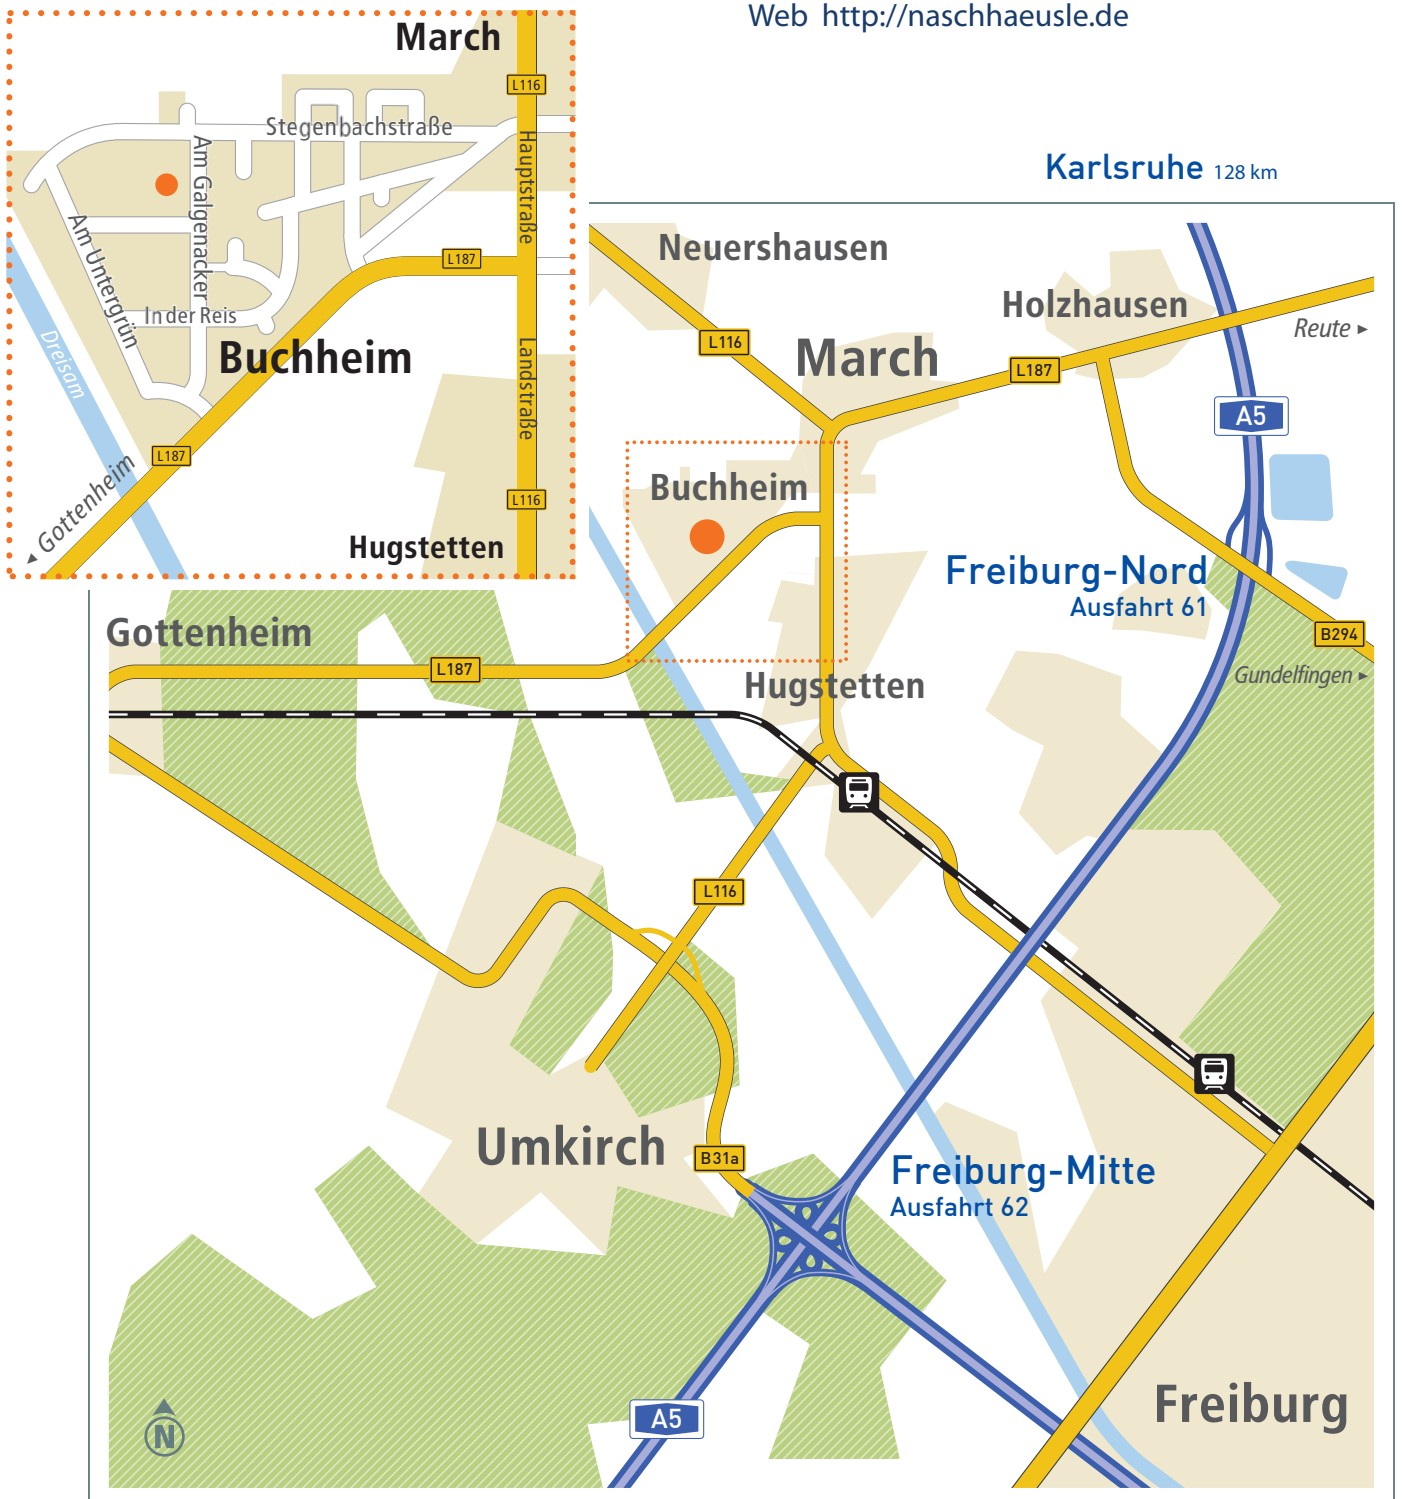 Web http://naschhaeusle.de
March
L116
Stegenbachstraße
Am Galgenacker
Hauptstraße
Am Untergrün
L187
In der Reis
Dreisam
Buchheim
Landstraße
L187
Gottenheim
L116
Hugstetten
Karlsruhe 128 km
Neuershausen
Holzhausen
Reute
L116
March
L187
A5
Buchheim
Freiburg-Nord
Ausfahrt 61
Gottenheim
B294
L187
Gundelfingen
Hugstetten
L116
Umkirch
B31a
Freiburg-Mitte
Ausfahrt 62
Freiburg
A5
N